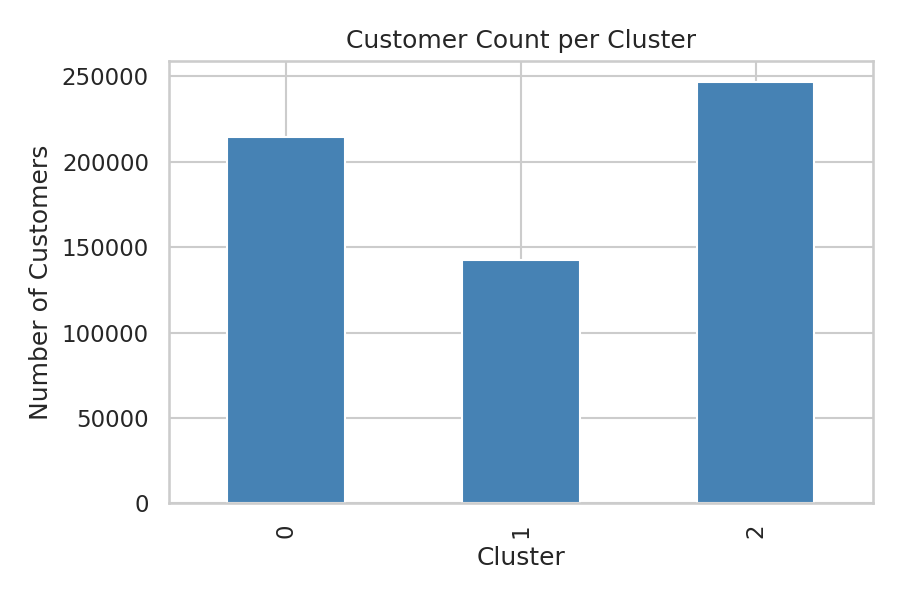 Customer Count per Cluster
Number of Customers
250000
200000
150000
100000
50000
0
0 1 2
Cluster